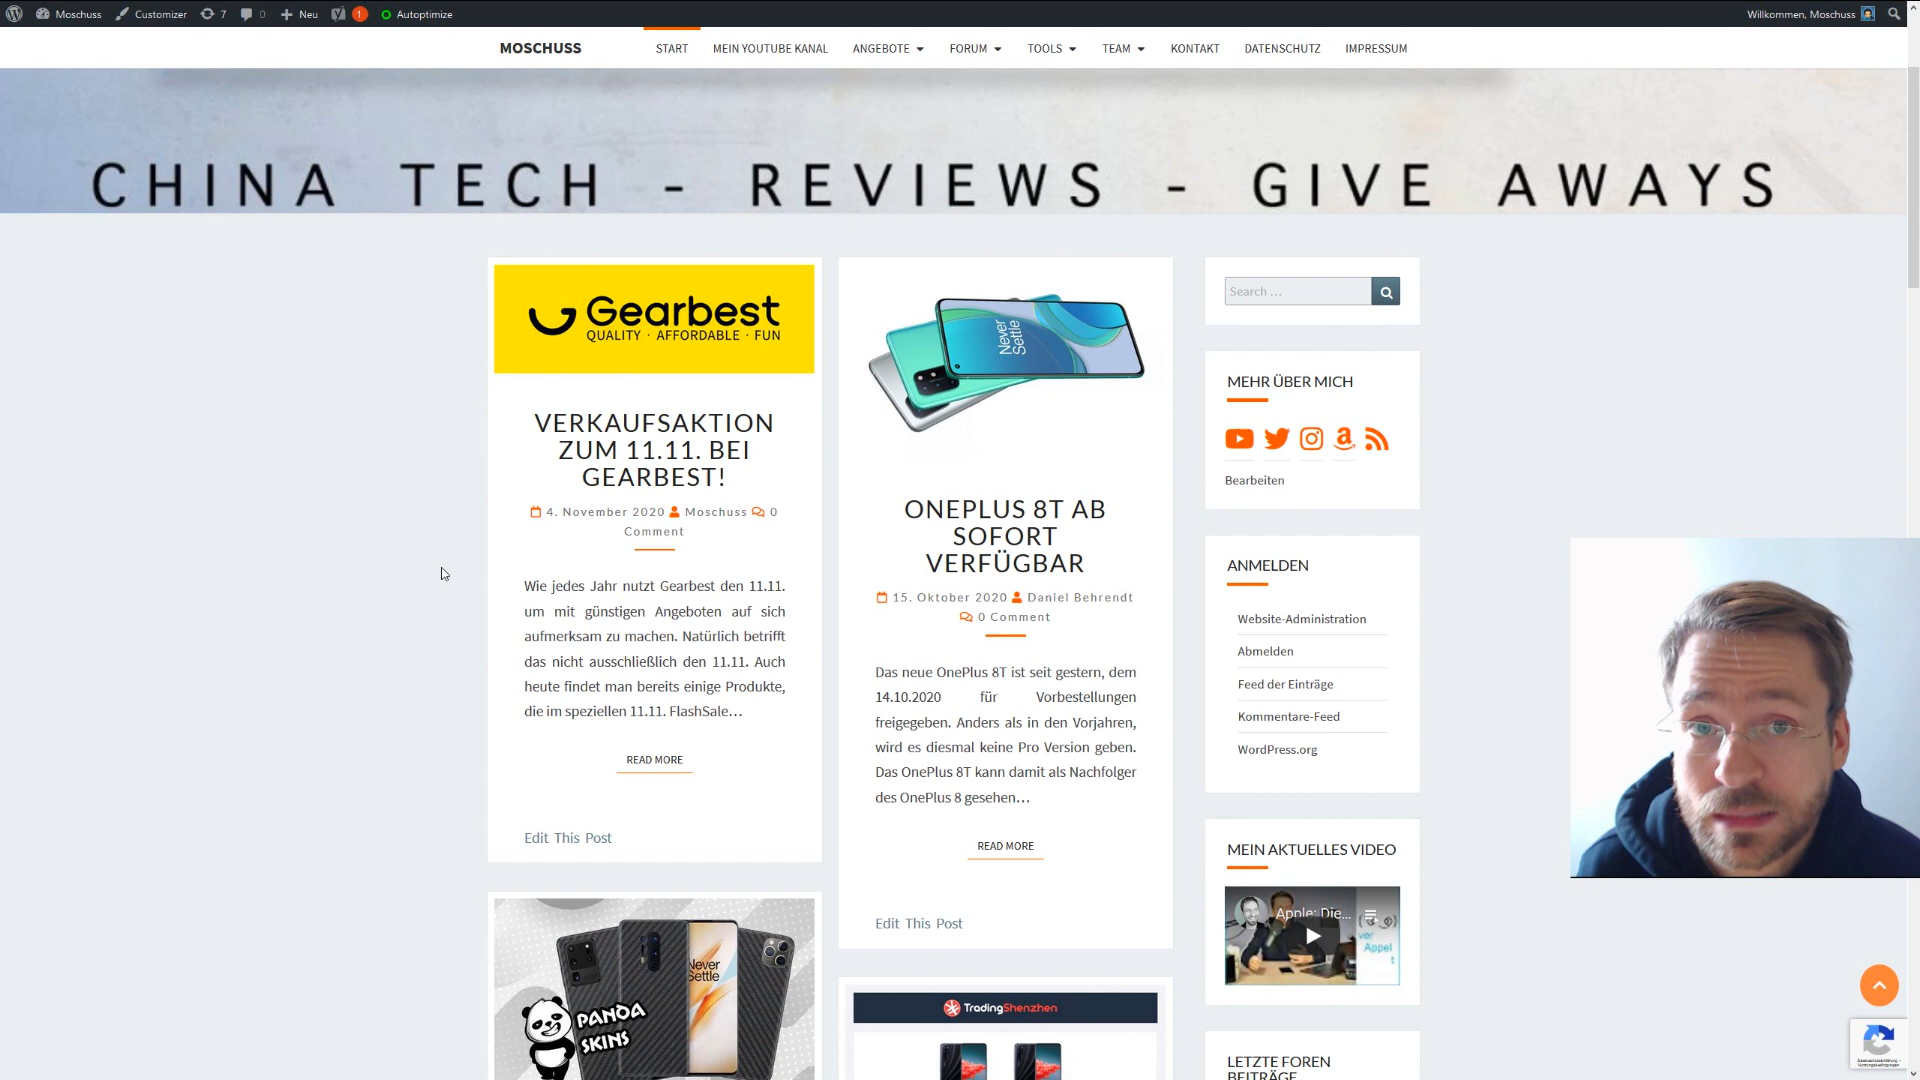 Moschuss Customizer 7 0 Neu 1 Autoptimize Willkommen, Moschuss
MOSCHUSS START MEIN YOUTUBE KANAL ANGEBOTE FORUM TOOLS TEAM KONTAKT DATENSCHUTZ IMPRESSUM
CHINA TECH - REVIEWS - GIVE AWAYS
Gearbest
QUALITY · AFFORDABLE · FUN
VERKAUFSAKTION
ZUM 11.11. BEI
GEARBEST!
4. November 2020 Moschuss 0
Comment
Wie jedes Jahr nutzt Gearbest den 11.11.
um mit günstigen Angeboten auf sich
aufmerksam zu machen. Natürlich betrifft
das nicht ausschließlich den 11.11. Auch
heute findet man bereits einige Produkte,
die im speziellen 11.11. FlashSale…
READ MORE
Edit This Post
Never
Settle
PANDA
SKINS
Never
Settle
ONEPLUS 8T AB
SOFORT
VERFÜGBAR
15. Oktober 2020 Daniel Behrendt
0 Comment
Das neue OnePlus 8T ist seit gestern, dem
14.10.2020 für Vorbestellungen
freigegeben. Anders als in den Vorjahren,
wird es diesmal keine Pro Version geben.
Das OnePlus 8T kann damit als Nachfolger
des OnePlus 8 gesehen…
READ MORE
Edit This Post
TradingShenzhen
Search …
MEHR ÜBER MICH
Bearbeiten
ANMELDEN
Website-Administration
Abmelden
Feed der Einträge
Kommentare-Feed
WordPress.org
MEIN AKTUELLES VIDEO
Apple: Die...
vor
Appel
t
LETZTE FOREN
BEITRÄGE